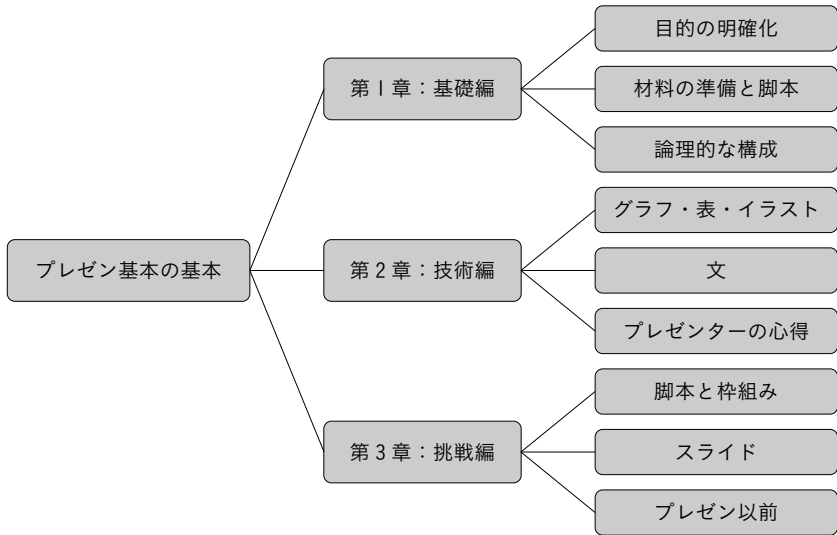 プレゼン基本の基本
第1章：基礎編
目的の明確化
材料の準備と脚本
論理的な構成
第2章：技術編
グラフ・表・イラスト
文
プレゼンターの心得
第3章：挑戦編
脚本と枠組み
スライド
プレゼン以前